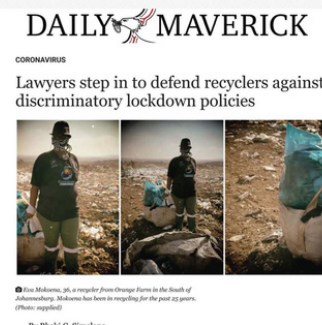 DAILY MAVERICK
CORONAVIRUS
Lawyers step in to defend recyclers against
discriminatory lockdown policies
Eva Mokoena, 36, a recycler from Orange Farm in the South of
Johannesburg. Mokoena has been in recycling for the past 25 years.
(Photo: supplied)